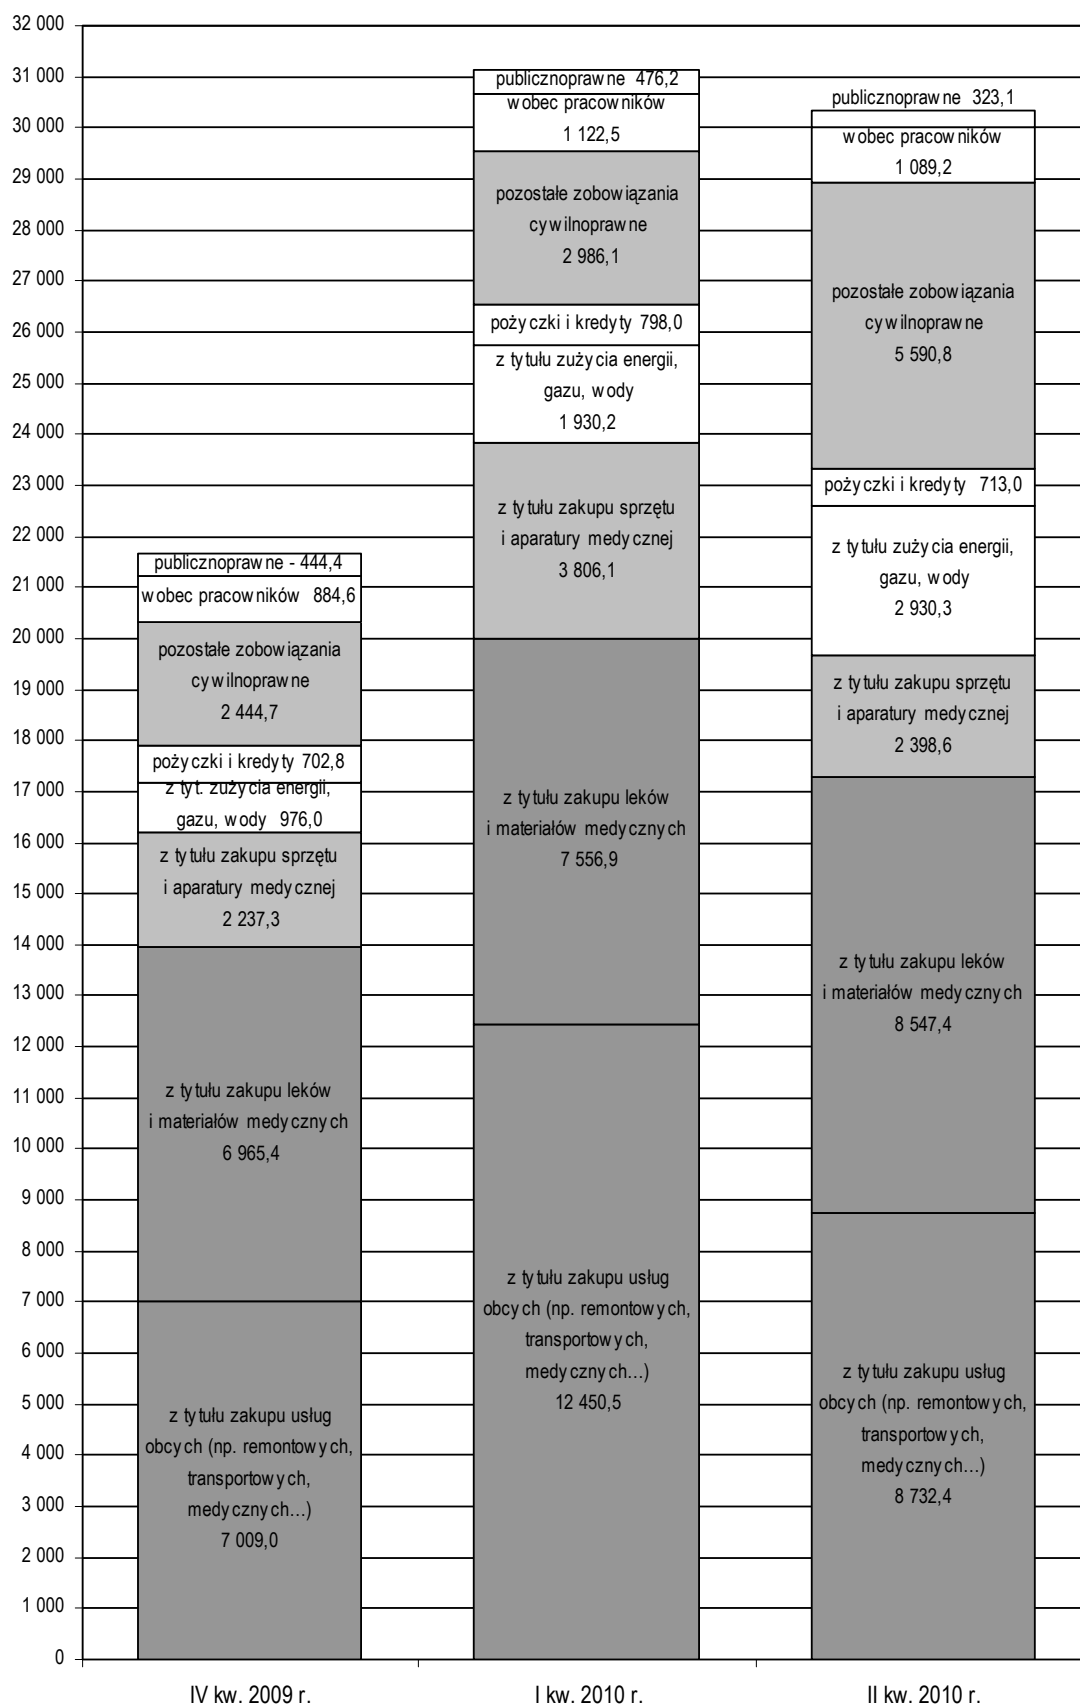 32 000
31 000
30 000
29 000
28 000
27 000
26 000
25 000
24 000
23 000
22 000
21 000
20 000
19 000
18 000
17 000
16 000
15 000
14 000
13 000
12 000
11 000
10 000
9 000
8 000
7 000
6 000
5 000
4 000
3 000
2 000
1 000
0
publicznoprawne - 444,4
wobec pracowników 884,6
pozostałe zobowiązania
cywilnoprawne
2 444,7
pożyczki i kredyty 702,8
z tyt. zużycia energii,
gazu, wody 976,0
z tytułu zakupu sprzętu
i aparatury medycznej
2 237,3
z tytułu zakupu leków
i materiałów medycznych
6 965,4
z tytułu zakupu usług
obcych (np. remontowych,
transportowych,
medycznych...)
7 009,0
publicznoprawne 476,2
wobec pracowników
1 122,5
pozostałe zobowiązania
cywilnoprawne
2 986,1
pożyczki i kredyty 798,0
z tytułu zużycia energii,
gazu, wody
1 930,2
z tytułu zakupu sprzętu
i aparatury medycznej
3 806,1
z tytułu zakupu leków
i materiałów medycznych
7 556,9
z tytułu zakupu usług
obcych (np. remontowych,
transportowych,
medycznych...)
12 450,5
publicznoprawne 323,1
wobec pracowników
1 089,2
pozostałe zobowiązania
cywilnoprawne
5 590,8
pożyczki i kredyty 713,0
z tytułu zużycia energii,
gazu, wody
2 930,3
z tytułu zakupu sprzętu
i aparatury medycznej
2 398,6
z tytułu zakupu leków
i materiałów medycznych
8 547,4
z tytułu zakupu usług
obcych (np. remontowych,
transportowych,
medycznych...)
8 732,4
IV kw. 2009 r.
I kw. 2010 r.
II kw. 2010 r.